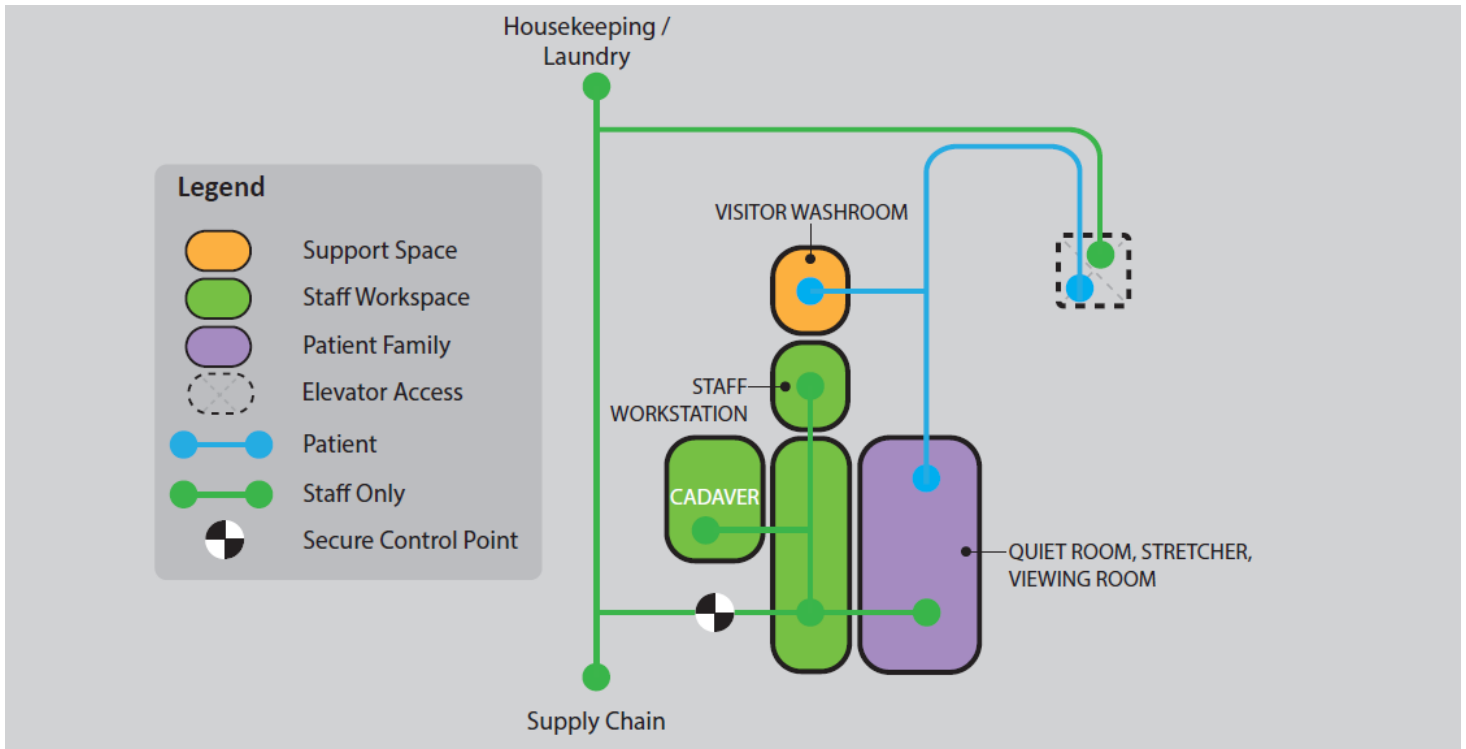 Housekeeping /
Laundry
Legend
Support Space
Staff Workspace
Patient Family
Elevator Access
Patient
Staff Only
Secure Control Point
VISITOR WASHROOM
STAFF
WORKSTATION
CADAVER
QUIET ROOM, STRETCHER,
VIEWING ROOM
Supply Chain